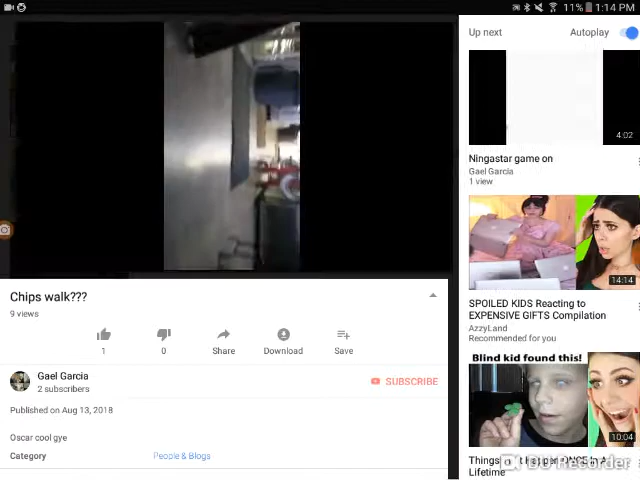 11% 1:14 PM
Up next Autoplay
4:02
Ningastar game on
Gael Garcia
1 view
14:14
SPOILED KIDS Reacting to
EXPENSIVE GIFTS Compilation
AzzyLand
Recommended for you
Blind kid found this!
10:04
Lifetime
Chips walk???
9 views
1 0 Share Download Save
Gael Garcia
2 subscribers
SUBSCRIBE
Published on Aug 13, 2018
Oscar cool gye
Category People & Blogs
DU Recorder